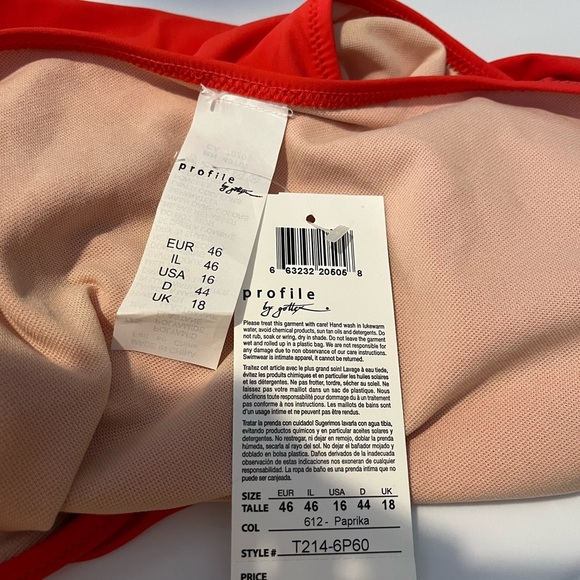 profile
by gottex
EUR 46
IL 46
USA 16
D 44
UK 18
6 63232 20505 8
profile
by gottex
Please treat this garment with care! Hand wash in lukewarm
water, avoid chemical products, sun tan oils and detergents. Do
not rub, soak or wring, dry in shade. Do not leave the garment
wet and rolled up in a plastic bag. We are not responsible for
any damage due to non observance of our care instructions.
Swimwear is intimate apparel, it cannot be returned.
Traitez cet article avec le plus grand soin! Lavage à eau tiède,
évitez les produits chimiques et en particulier les huiles solaires
et les détergentes. Ne pas frotter, tordre, sécher au soleil. Ne
laissez pas votre maillot dans un sac de plastique. Nous
déclinons toute responsabilité pour dommage du à un traitement
pas conforme à nos instructions. Les maillots de bains sont
d'un usage intime et ne peuvent pas être rendus.
Tratar la prenda con cuidado! Sugerimos lavarla con agua tibia,
evitando productos quimicos y en particular aceites solares y
detergentes. No restregar, ni dejar en remojo, doblar la prenda
húmeda, secarla al rayo del sol. No dejar el bañador mojado y
doblado en bolsa plastica. Daños derivados de la inadecuada
observación de estas indicaciones nos exoneran de cualquier
responsabilidad. La ropa de baño es una prenda intima que no
puede ser canjeada.
SIZE EUR IL USA D UK
TALLE 46 46 16 44 18
COL 612 - Paprika
STYLE # T214-6P60
PRICE